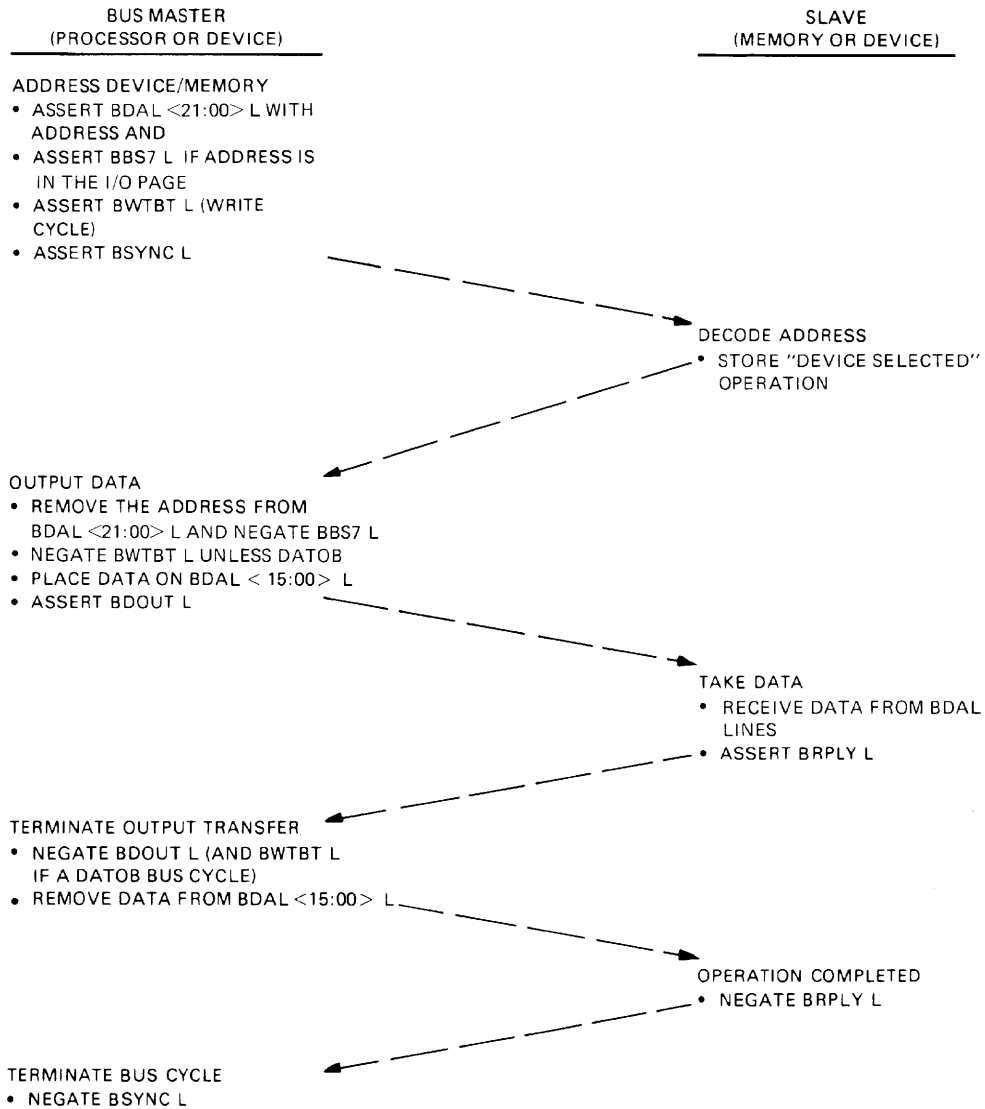 BUS MASTER
(PROCESSOR OR DEVICE)
SLAVE
(MEMORY OR DEVICE)
ADDRESS DEVICE/MEMORY
• ASSERT BDAL <21:00> L WITH
ADDRESS AND
• ASSERT BBS7 L IF ADDRESS IS
IN THE I/O PAGE
• ASSERT BWTBT L (WRITE
CYCLE)
• ASSERT BSYNC L
DECODE ADDRESS
• STORE "DEVICE SELECTED"
OPERATION
OUTPUT DATA
• REMOVE THE ADDRESS FROM
BDAL <21:00> L AND NEGATE BBS7 L
• NEGATE BWTBT L UNLESS DATOB
• PLACE DATA ON BDAL < 15:00> L
• ASSERT BDOUT L
TAKE DATA
• RECEIVE DATA FROM BDAL
LINES
• ASSERT BRPLY L
TERMINATE OUTPUT TRANSFER
• NEGATE BDOUT L (AND BWTBT L
IF A DATOB BUS CYCLE)
• REMOVE DATA FROM BDAL <15:00> L
OPERATION COMPLETED
• NEGATE BRPLY L
TERMINATE BUS CYCLE
• NEGATE BSYNC L